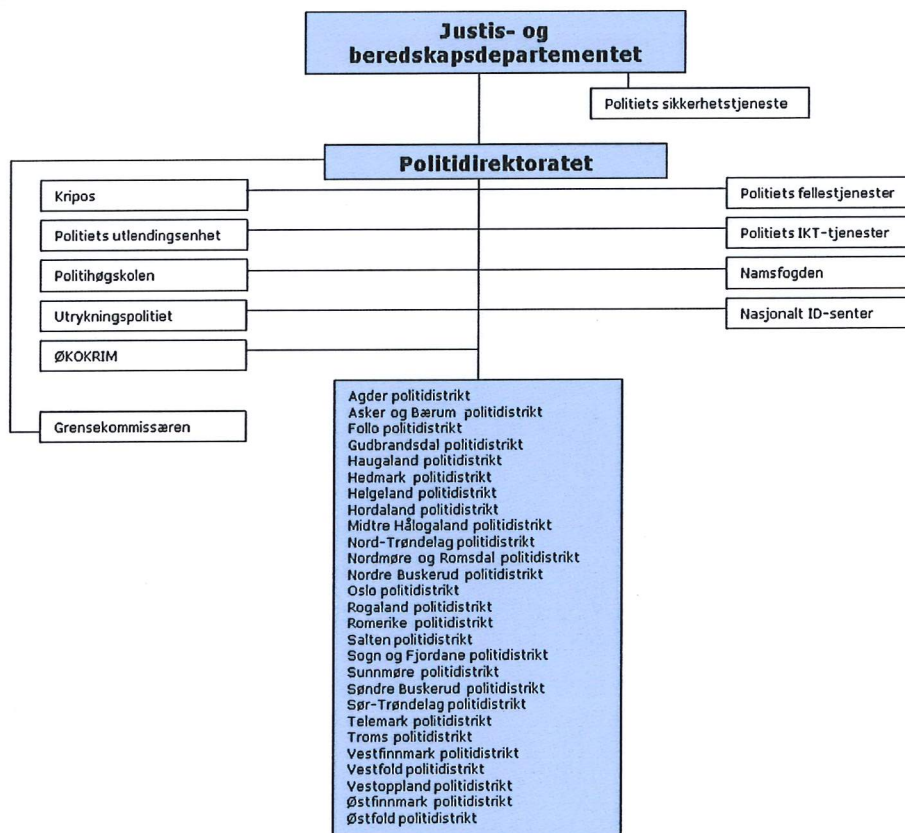 Justis- og
beredskapsdepartementet
Politiets sikkerhetstjeneste
Politidirektoratet
Kripos
Politiets fellestjenester
Politiets utlendingsenhet
Politiets IKT-tjenester
Politihøgskolen
Namsfogden
Utrykningspolitiet
Nasjonalt ID-senter
ØKOKRIM
Grensekommissæren
Agder politidistrikt
Asker og Bærum politidistrikt
Follo politidistrikt
Gudbrandsdal politidistrikt
Haugaland politidistrikt
Hedmark politidistrikt
Helgeland politidistrikt
Hordaland politidistrikt
Midtre Hålogaland politidistrikt
Nord-Trøndelag politidistrikt
Nordmøre og Romsdal politidistrikt
Nordre Buskerud politidistrikt
Oslo politidistrikt
Rogaland politidistrikt
Romerike politidistrikt
Salten politidistrikt
Sogn og Fjordane politidistrikt
Sunnmøre politidistrikt
Søndre Buskerud politidistrikt
Sør-Trøndelag politidistrikt
Telemark politidistrikt
Troms politidistrikt
Vestfinnmark politidistrikt
Vestfold politidistrikt
Vestoppland politidistrikt
Østfinnmark politidistrikt
Østfold politidistrikt